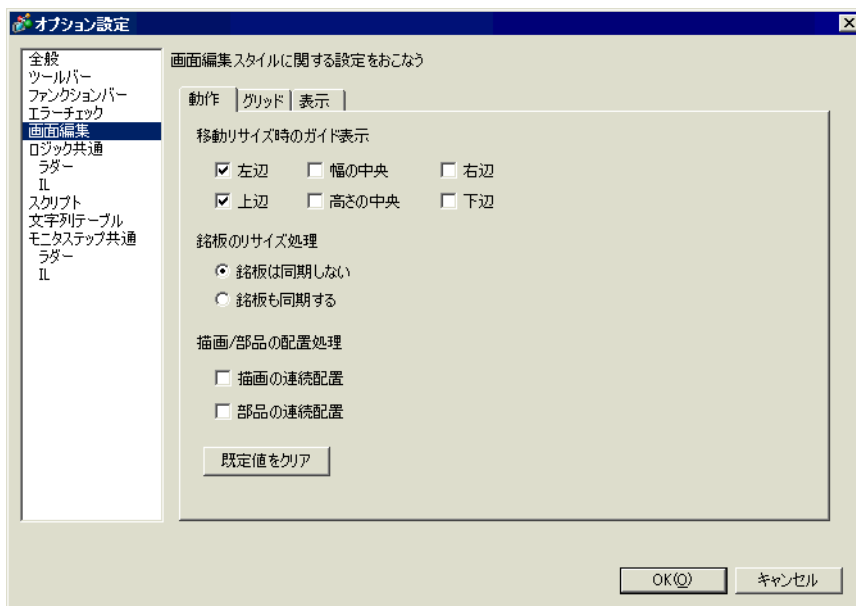 オプション設定
全般
ツールバー
ファンクションバー
エラーチェック
画面編集
ロジック共通
ラダー
IL
スクリプト
文字列テーブル
モニタステップ共通
ラダー
IL
画面編集スタイルに関する設定をおこなう
動作 グリッド 表示
移動リサイズ時のガイド表示
左辺 幅の中央 右辺
上辺 高さの中央 下辺
銘板のリサイズ処理
銘板は同期しない
銘板も同期する
描画/部品の配置処理
描画の連続配置
部品の連続配置
既定値をクリア
OK(O) キャンセル